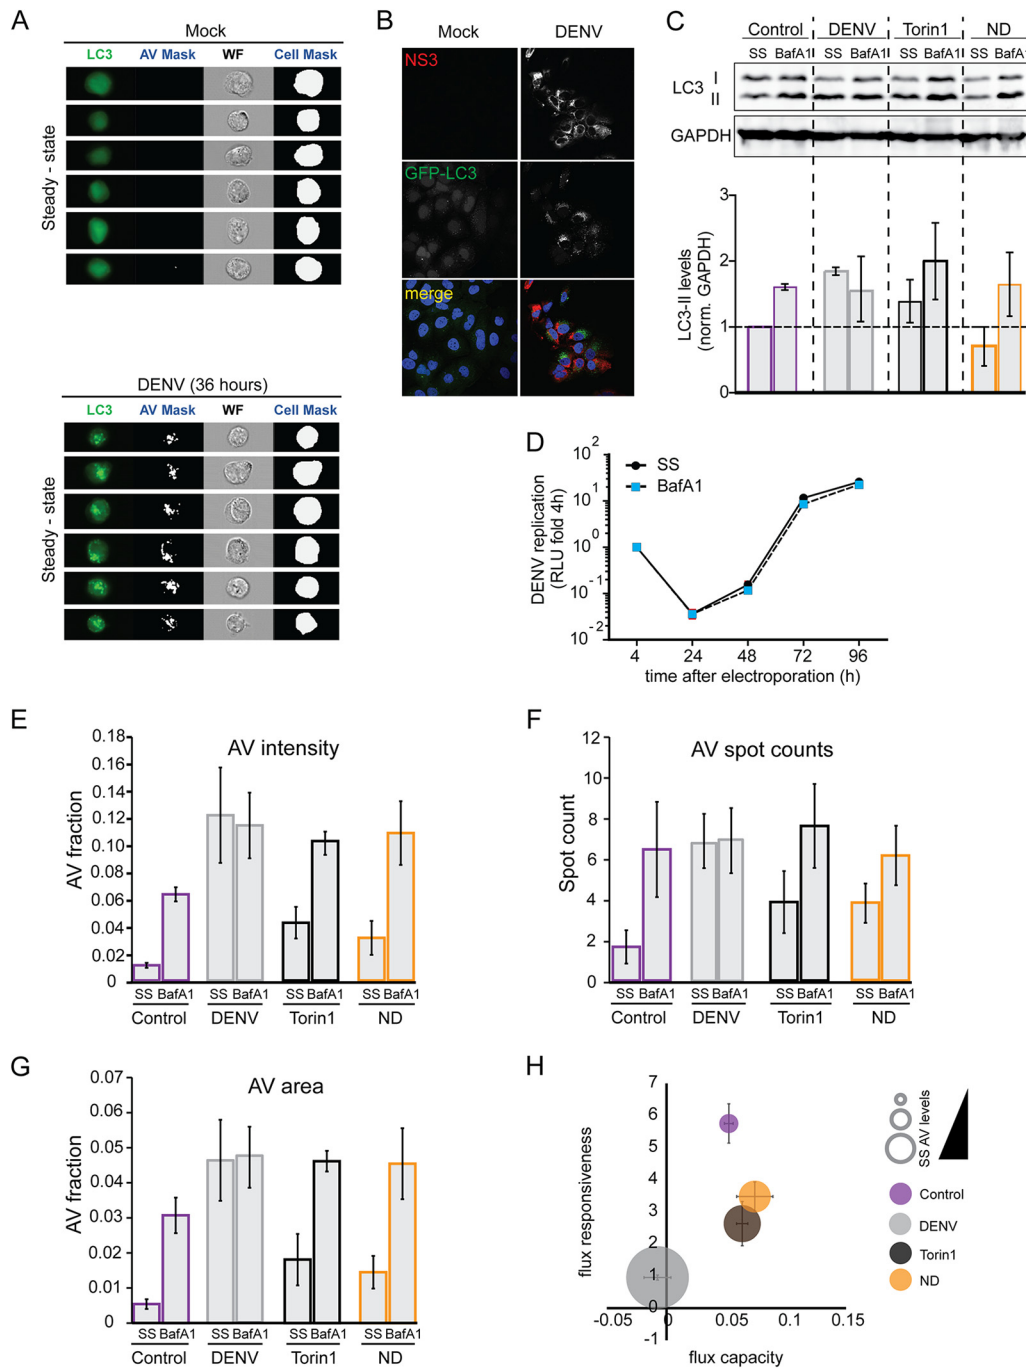 A
Mock
LC3 AV Mask WF Cell Mask
Steady - state
DENV (36 hours)
LC3 AV Mask WF Cell Mask
Steady - state
B
Mock DENV
NS3
GFP-LC3
merge
C
Control DENV Torin1 ND
SS BafA1 SS BafA1 SS BafA1 SS BafA1
LC3 I
II
GAPDH
LC3-II levels
(norm. GAPDH)
3
2
1
0
D
SS
BafA1
DENV replication
(RLU fold 4h)
10 2
10 1
10 0
10 -1
10 -2
4 24 48 72 96
time after electroporation (h)
E
AV intensity
AV fraction
0.18
0.16
0.14
0.12
0.10
0.08
0.06
0.04
0.02
0
SS BafA1 SS BafA1 SS BafA1 SS BafA1
Control DENV Torin1 ND
F
AV spot counts
Spot count
12
10
8
6
4
2
0
SS BafA1 SS BafA1 SS BafA1 SS BafA1
Control DENV Torin1 ND
G
AV area
AV fraction
0.07
0.06
0.05
0.04
0.03
0.02
0.01
0
SS BafA1 SS BafA1 SS BafA1 SS BafA1
Control DENV Torin1 ND
H
flux responsiveness
7
6
5
4
3
2
1
0
-1
-0.05 0 0.05 0.1 0.15
flux capacity
SS AV levels
Control
DENV
Torin1
ND